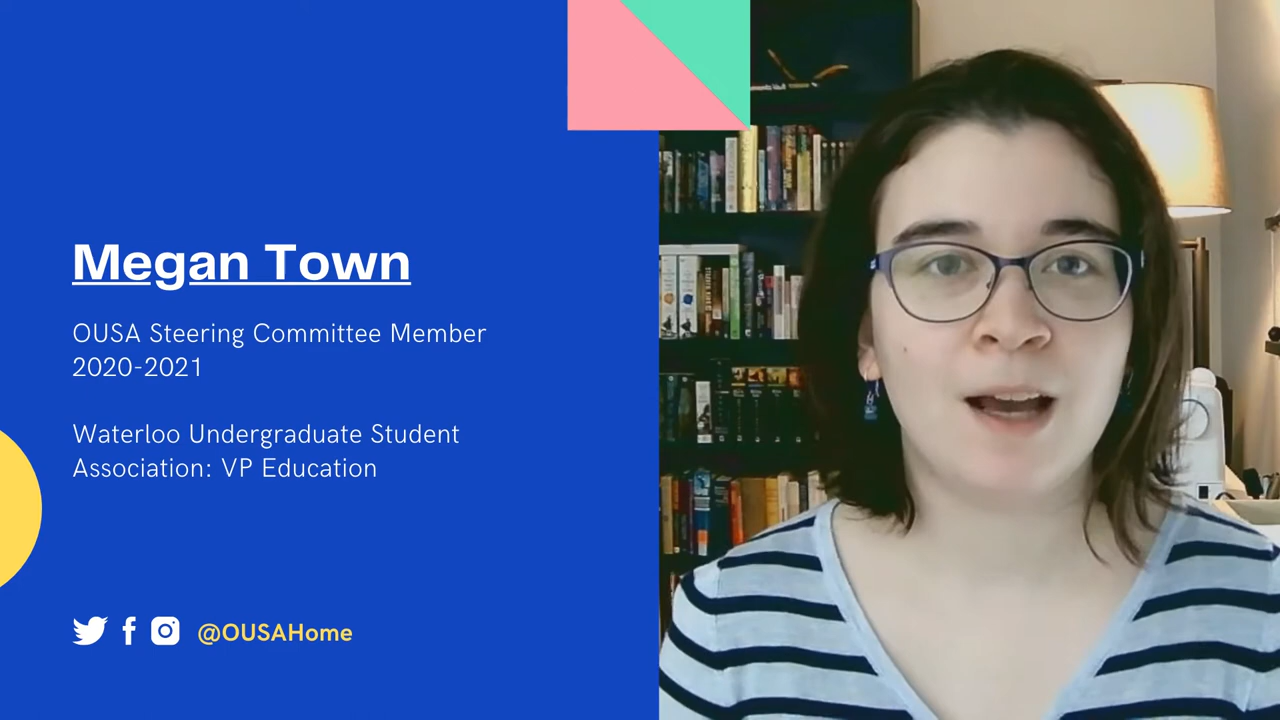 Megan Town
OUSA Steering Committee Member
2020-2021
Waterloo Undergraduate Student
Association: VP Education
@OUSAHome